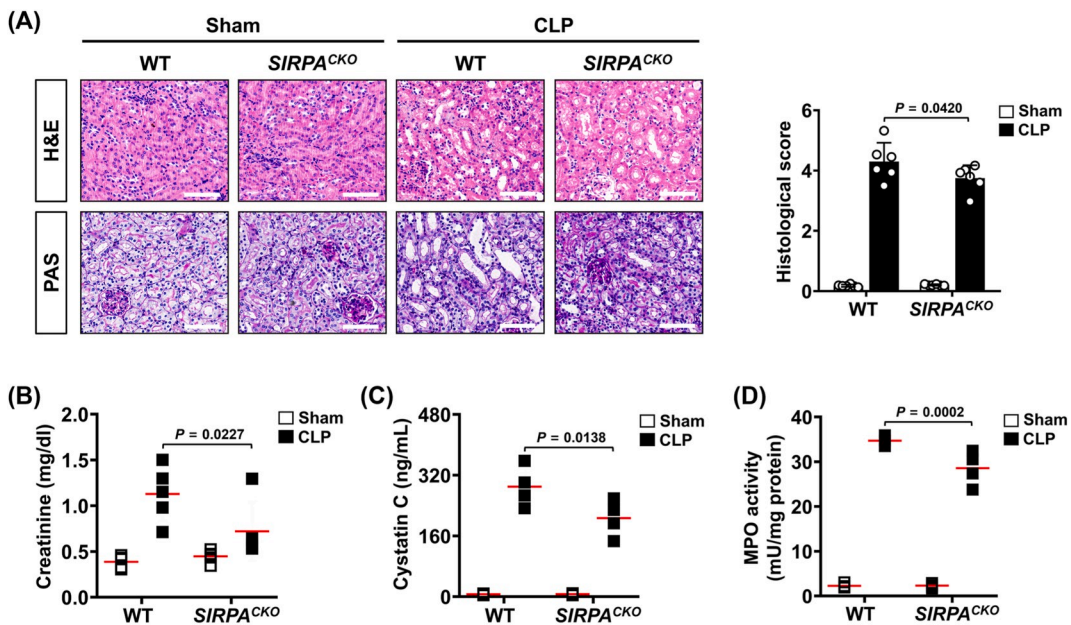 (A)
Sham
CLP
WT
SIRPA^CKO
WT
SIRPA^CKO
H&E
PAS
Histological score
6
4
2
0
P = 0.0420
Sham
CLP
WT
SIRPA^CKO
(B)
Creatinine (mg/dl)
2.0
1.5
1.0
0.5
0.0
P = 0.0227
Sham
CLP
WT
SIRPA^CKO
(C)
Cystatin C (ng/mL)
480
320
160
0
P = 0.0138
Sham
CLP
WT
SIRPA^CKO
(D)
MPO activity
(mU/mg protein)
40
30
20
10
0
P = 0.0002
Sham
CLP
WT
SIRPA^CKO